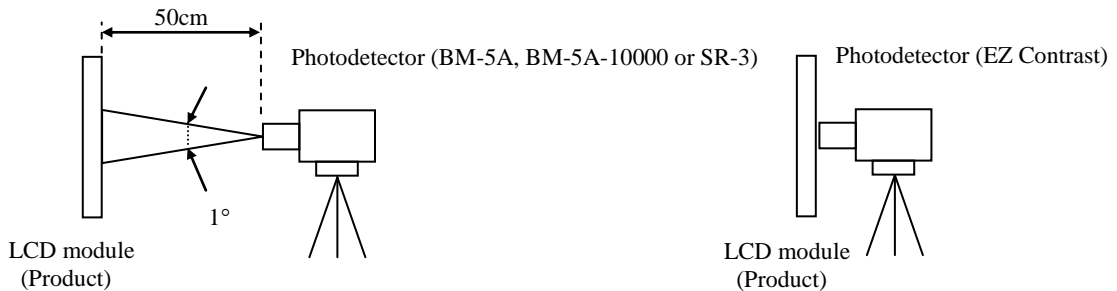 50cm
Photodetector (BM-5A, BM-5A-10000 or SR-3)
1°
LCD module
(Product)
Photodetector (EZ Contrast)
LCD module
(Product)